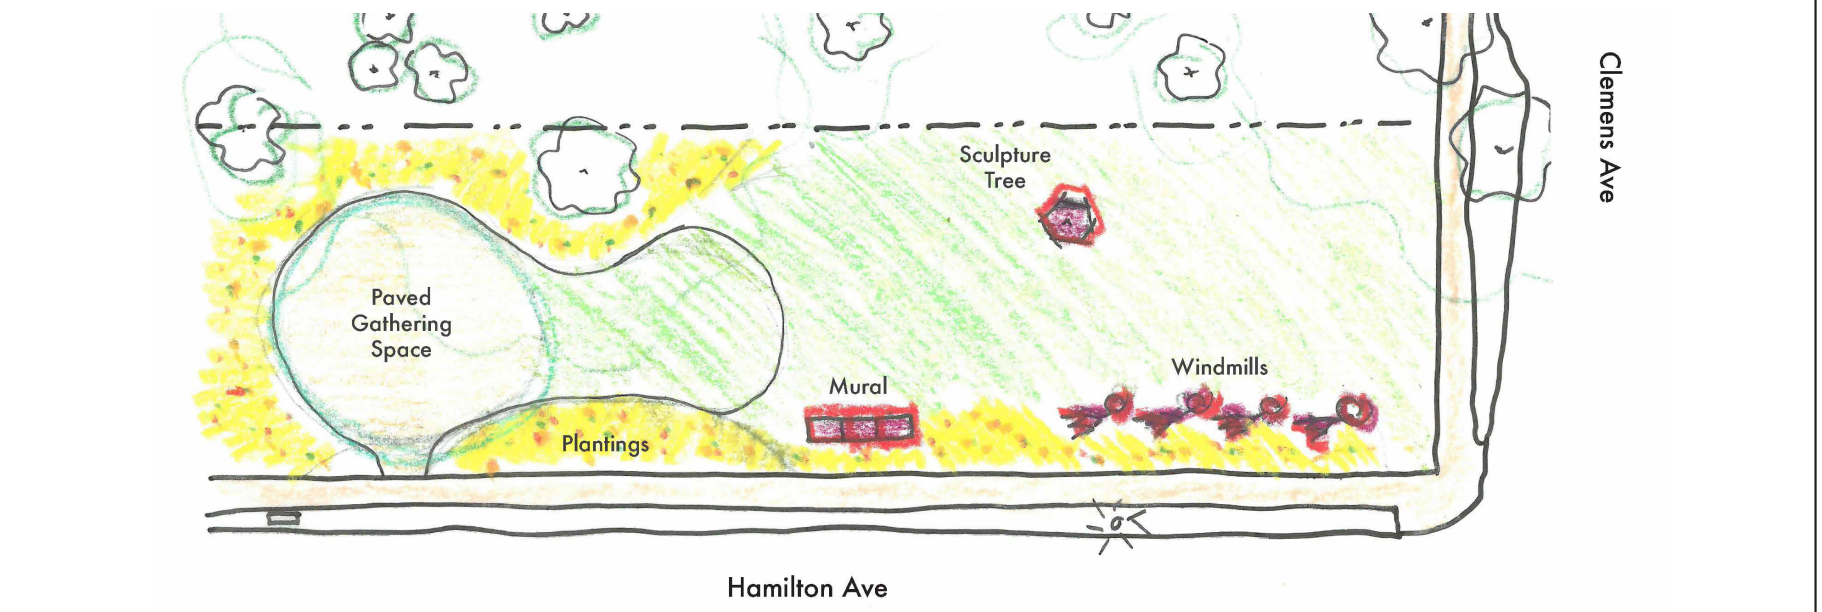 Clemens Ave
Sculpture
Tree
Paved
Gathering
Space
Windmills
Mural
Plantings
Hamilton Ave